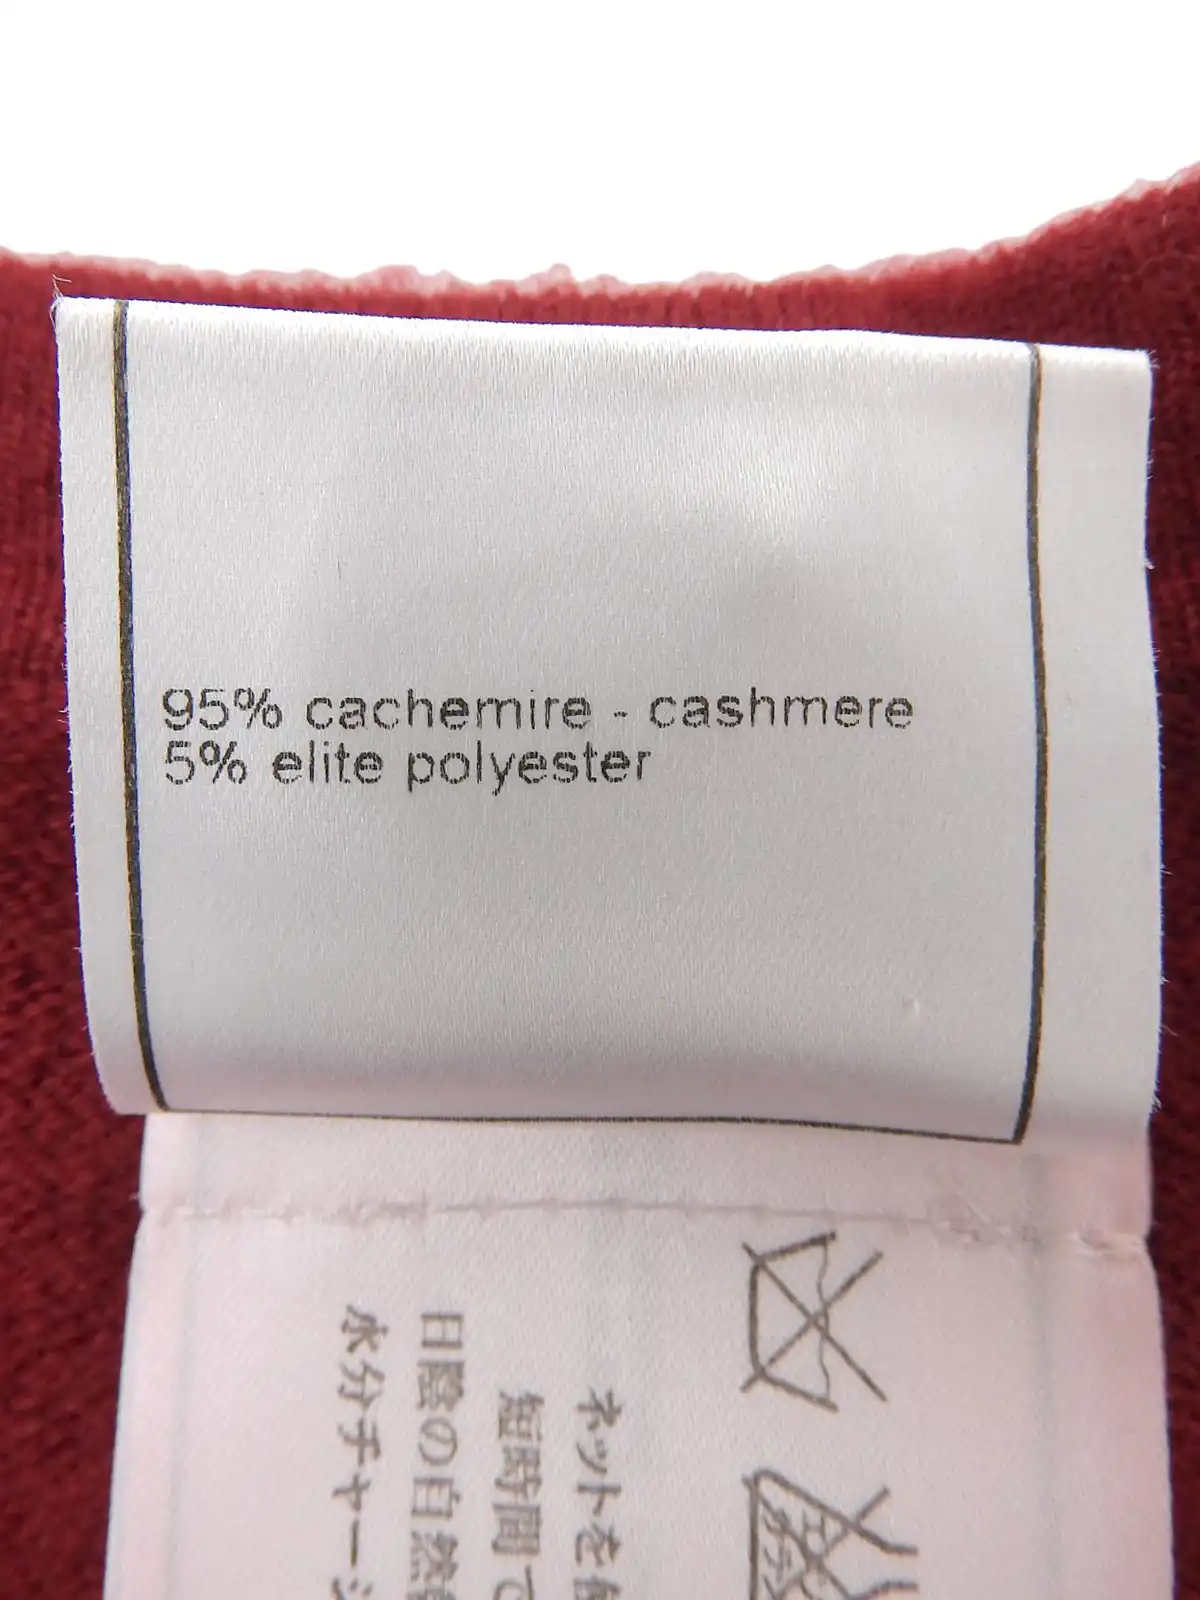 95% cachemire - cashmere
5% elite polyester
ネットを
短時間で
日陰の自然
水分チャージ